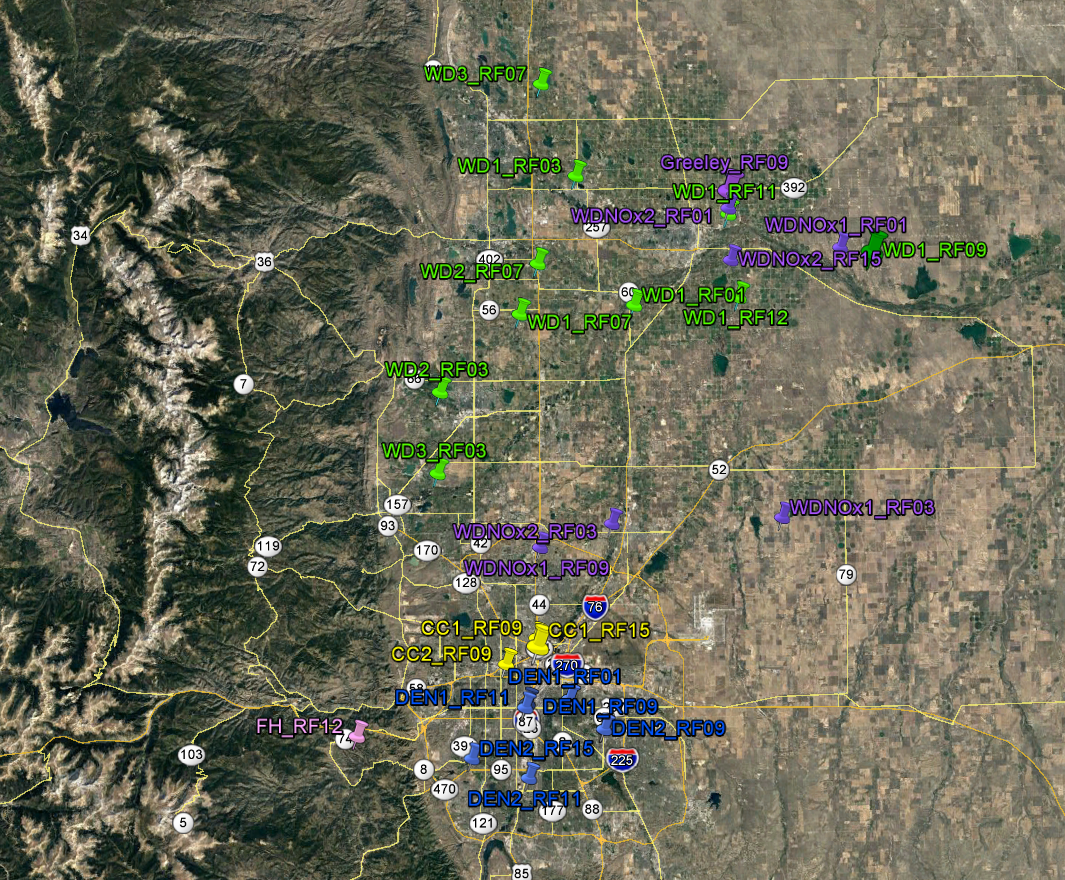 WD3_RF07
WD1_RF03
Greeley_RF09
WD1_RF11
392
WDNOx2_RF01
257
WDNOx1_RF01
34
36
402
WD2_RF07
WDNOx2_RF15
WD1_RF09
60
WD1_RF01
56
WD1_RF07
WD1_RF12
WD2_RF03
66
7
WD3_RF03
52
157
93
WDNOx1_RF03
WDNOx2_RF03
119
170
42
WDNOx1_RF09
72
128
79
44
76
CC1_RF09
CC1_RF15
CC2_RF09
270
DEN1_RF01
58
DEN1_RF11
DEN1_RF09
87
DEN2_RF09
FH_RF12
74
103
39
DEN2_RF15
8
95
225
470
DEN2_RF11
177
88
5
121
85